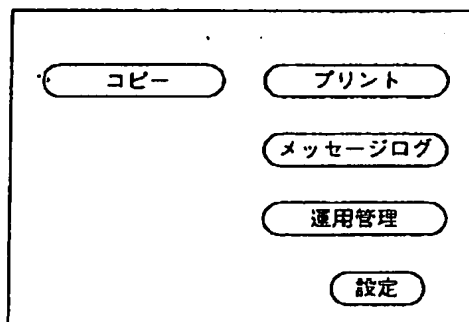 コピー
プリント
メッセージログ
運用管理
設定